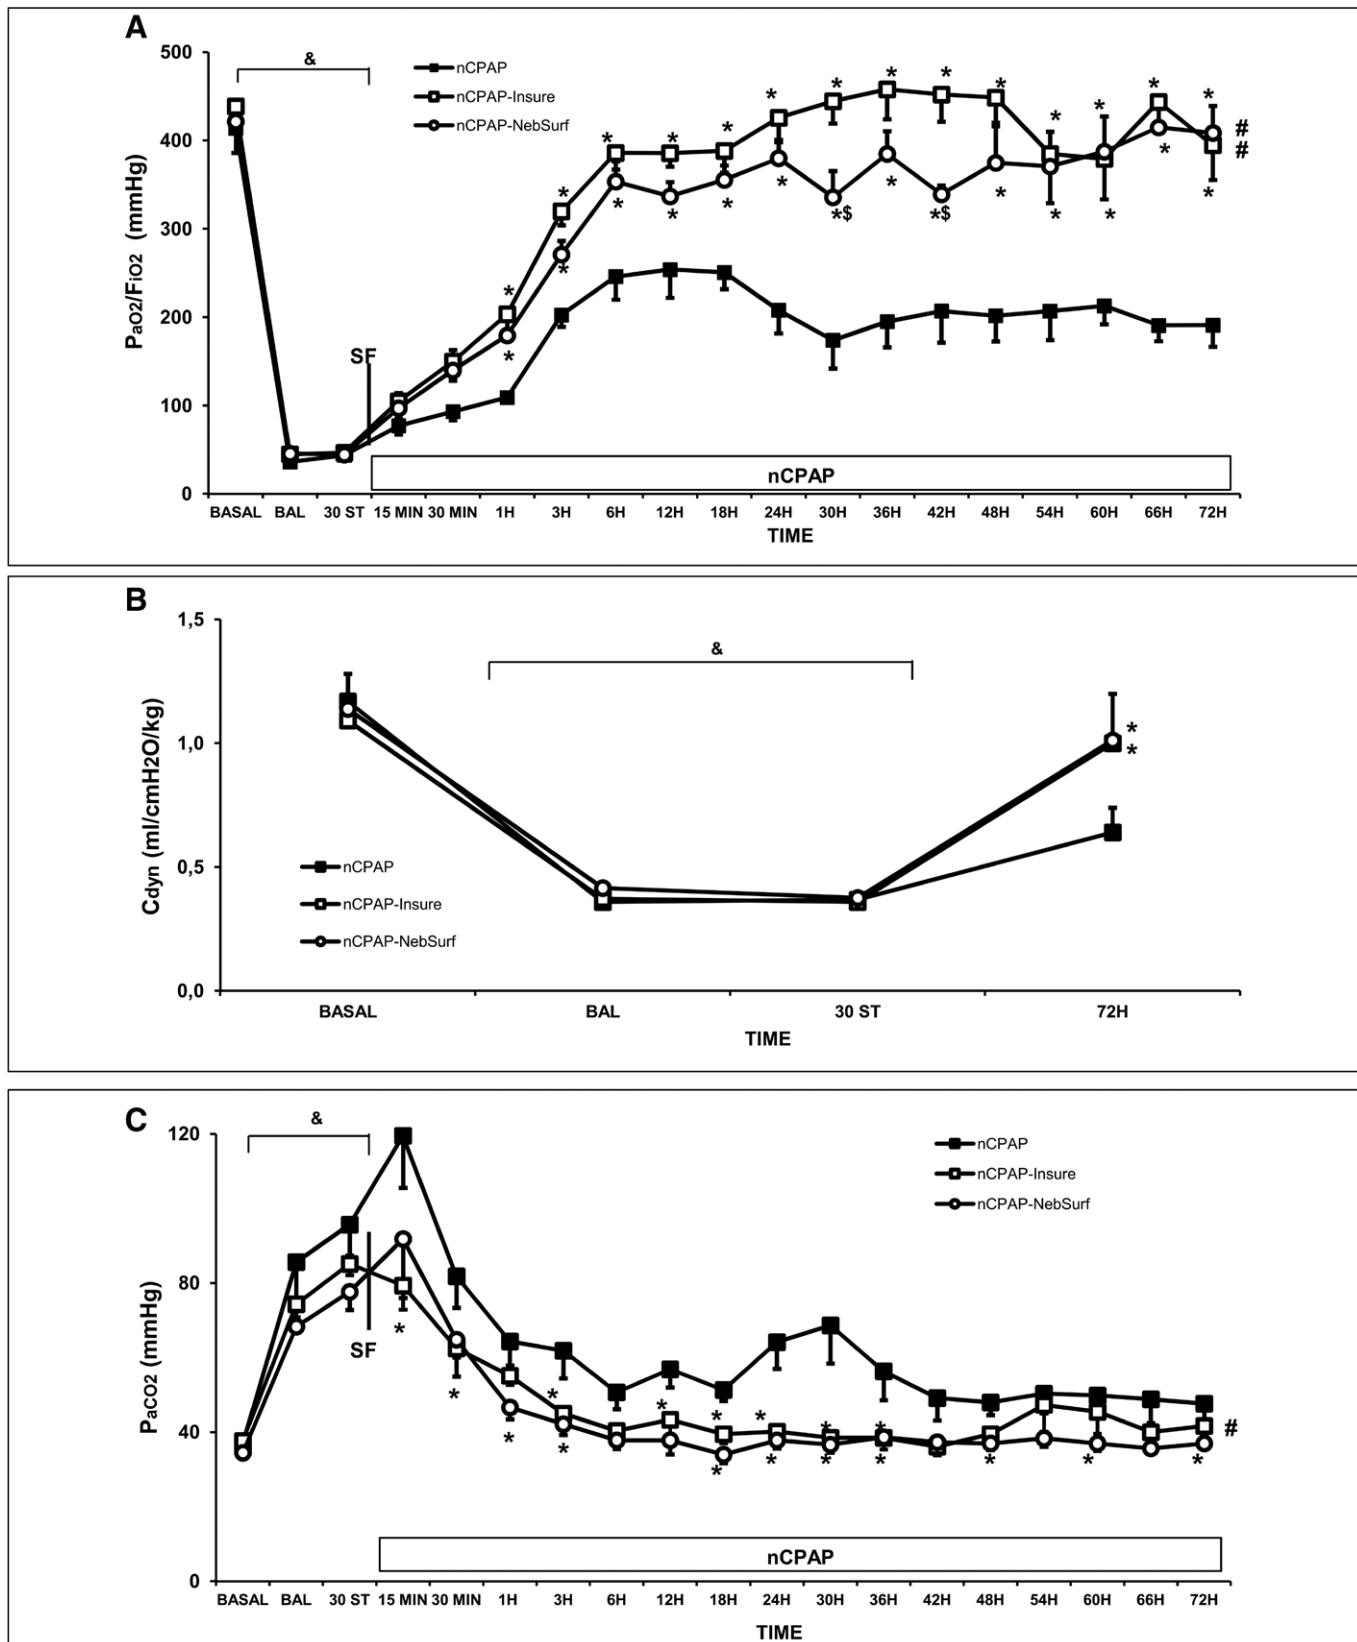 A
500
&
nCPAP
nCPAP-Insure
nCPAP-NebSurf
400
300
200
100
0
PaO2/FiO2 (mmHg)
* * * * * * * * * * * * * *
* * * * * * *$ * *$ * * * * *
#
#
SF
nCPAP
BASAL BAL 30 ST 15 MIN 30 MIN 1H 3H 6H 12H 18H 24H 30H 36H 42H 48H 54H 60H 66H 72H
TIME
B
1,5
&
1,0
0,5
0,0
Cdyn (ml/cmH2O/kg)
nCPAP
nCPAP-Insure
nCPAP-NebSurf
*
*
BASAL BAL 30 ST 72H
TIME
C
120
&
nCPAP
nCPAP-Insure
nCPAP-NebSurf
80
40
0
PaCO2 (mmHg)
SF
* * * * * * * *
* * * * * * * * * *
#
nCPAP
BASAL BAL 30 ST 15 MIN 30 MIN 1H 3H 6H 12H 18H 24H 30H 36H 42H 48H 54H 60H 66H 72H
TIME